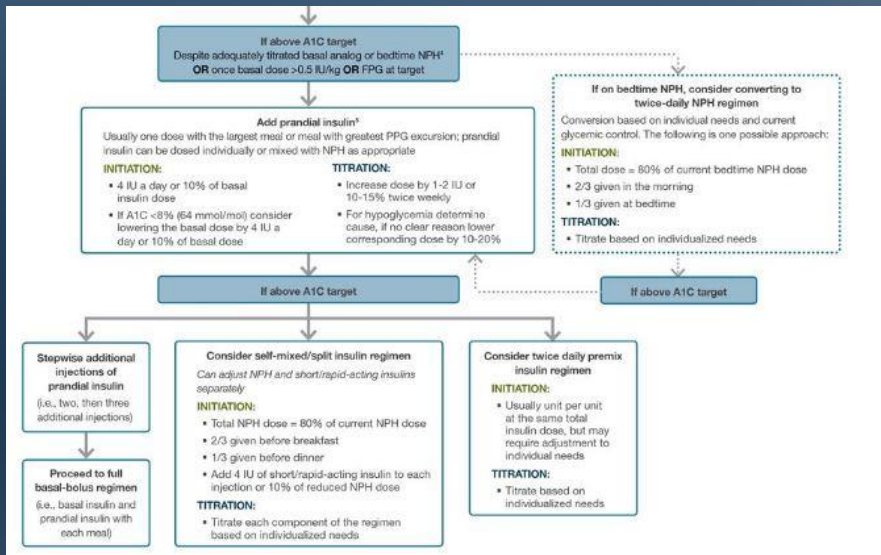 If above A1C target
Despite adequately titrated basal analog or bedtime NPH‡
OR once basal dose >0.5 IU/kg OR FPG at target
If on bedtime NPH, consider converting to
twice-daily NPH regimen
Conversion based on individual needs and current
glycemic control. The following is one possible approach:
INITIATION:
• Total dose = 80% of current bedtime NPH dose
• 2/3 given in the morning
• 1/3 given at bedtime
TITRATION:
• Titrate based on individualized needs
Add prandial insulin⁵
Usually one dose with the largest meal or meal with greatest PPG excursion; prandial
insulin can be dosed individually or mixed with NPH as appropriate
INITIATION:
• 4 IU a day or 10% of basal
insulin dose
• If A1C <8% (64 mmol/mol) consider
lowering the basal dose by 4 IU a
day or 10% of basal dose
TITRATION:
• Increase dose by 1-2 IU or
10-15% twice weekly
• For hypoglycemia determine
cause, if no clear reason lower
corresponding dose by 10-20%
If above A1C target
If above A1C target
Stepwise additional
injections of
prandial insulin
(i.e., two, then three
additional injections)
Proceed to full
basal-bolus regimen
(i.e., basal insulin and
prandial insulin with
each meal)
Consider self-mixed/split insulin regimen
Can adjust NPH and short/rapid-acting insulins
separately
INITIATION:
• Total NPH dose = 80% of current NPH dose
• 2/3 given before breakfast
• 1/3 given before dinner
• Add 4 IU of short/rapid-acting insulin to each
injection or 10% of reduced NPH dose
TITRATION:
• Titrate each component of the regimen
based on individualized needs
Consider twice daily premix
insulin regimen
INITIATION:
• Usually unit per unit
at the same total
insulin dose, but may
require adjustment to
individual needs
TITRATION:
• Titrate based on
individualized needs